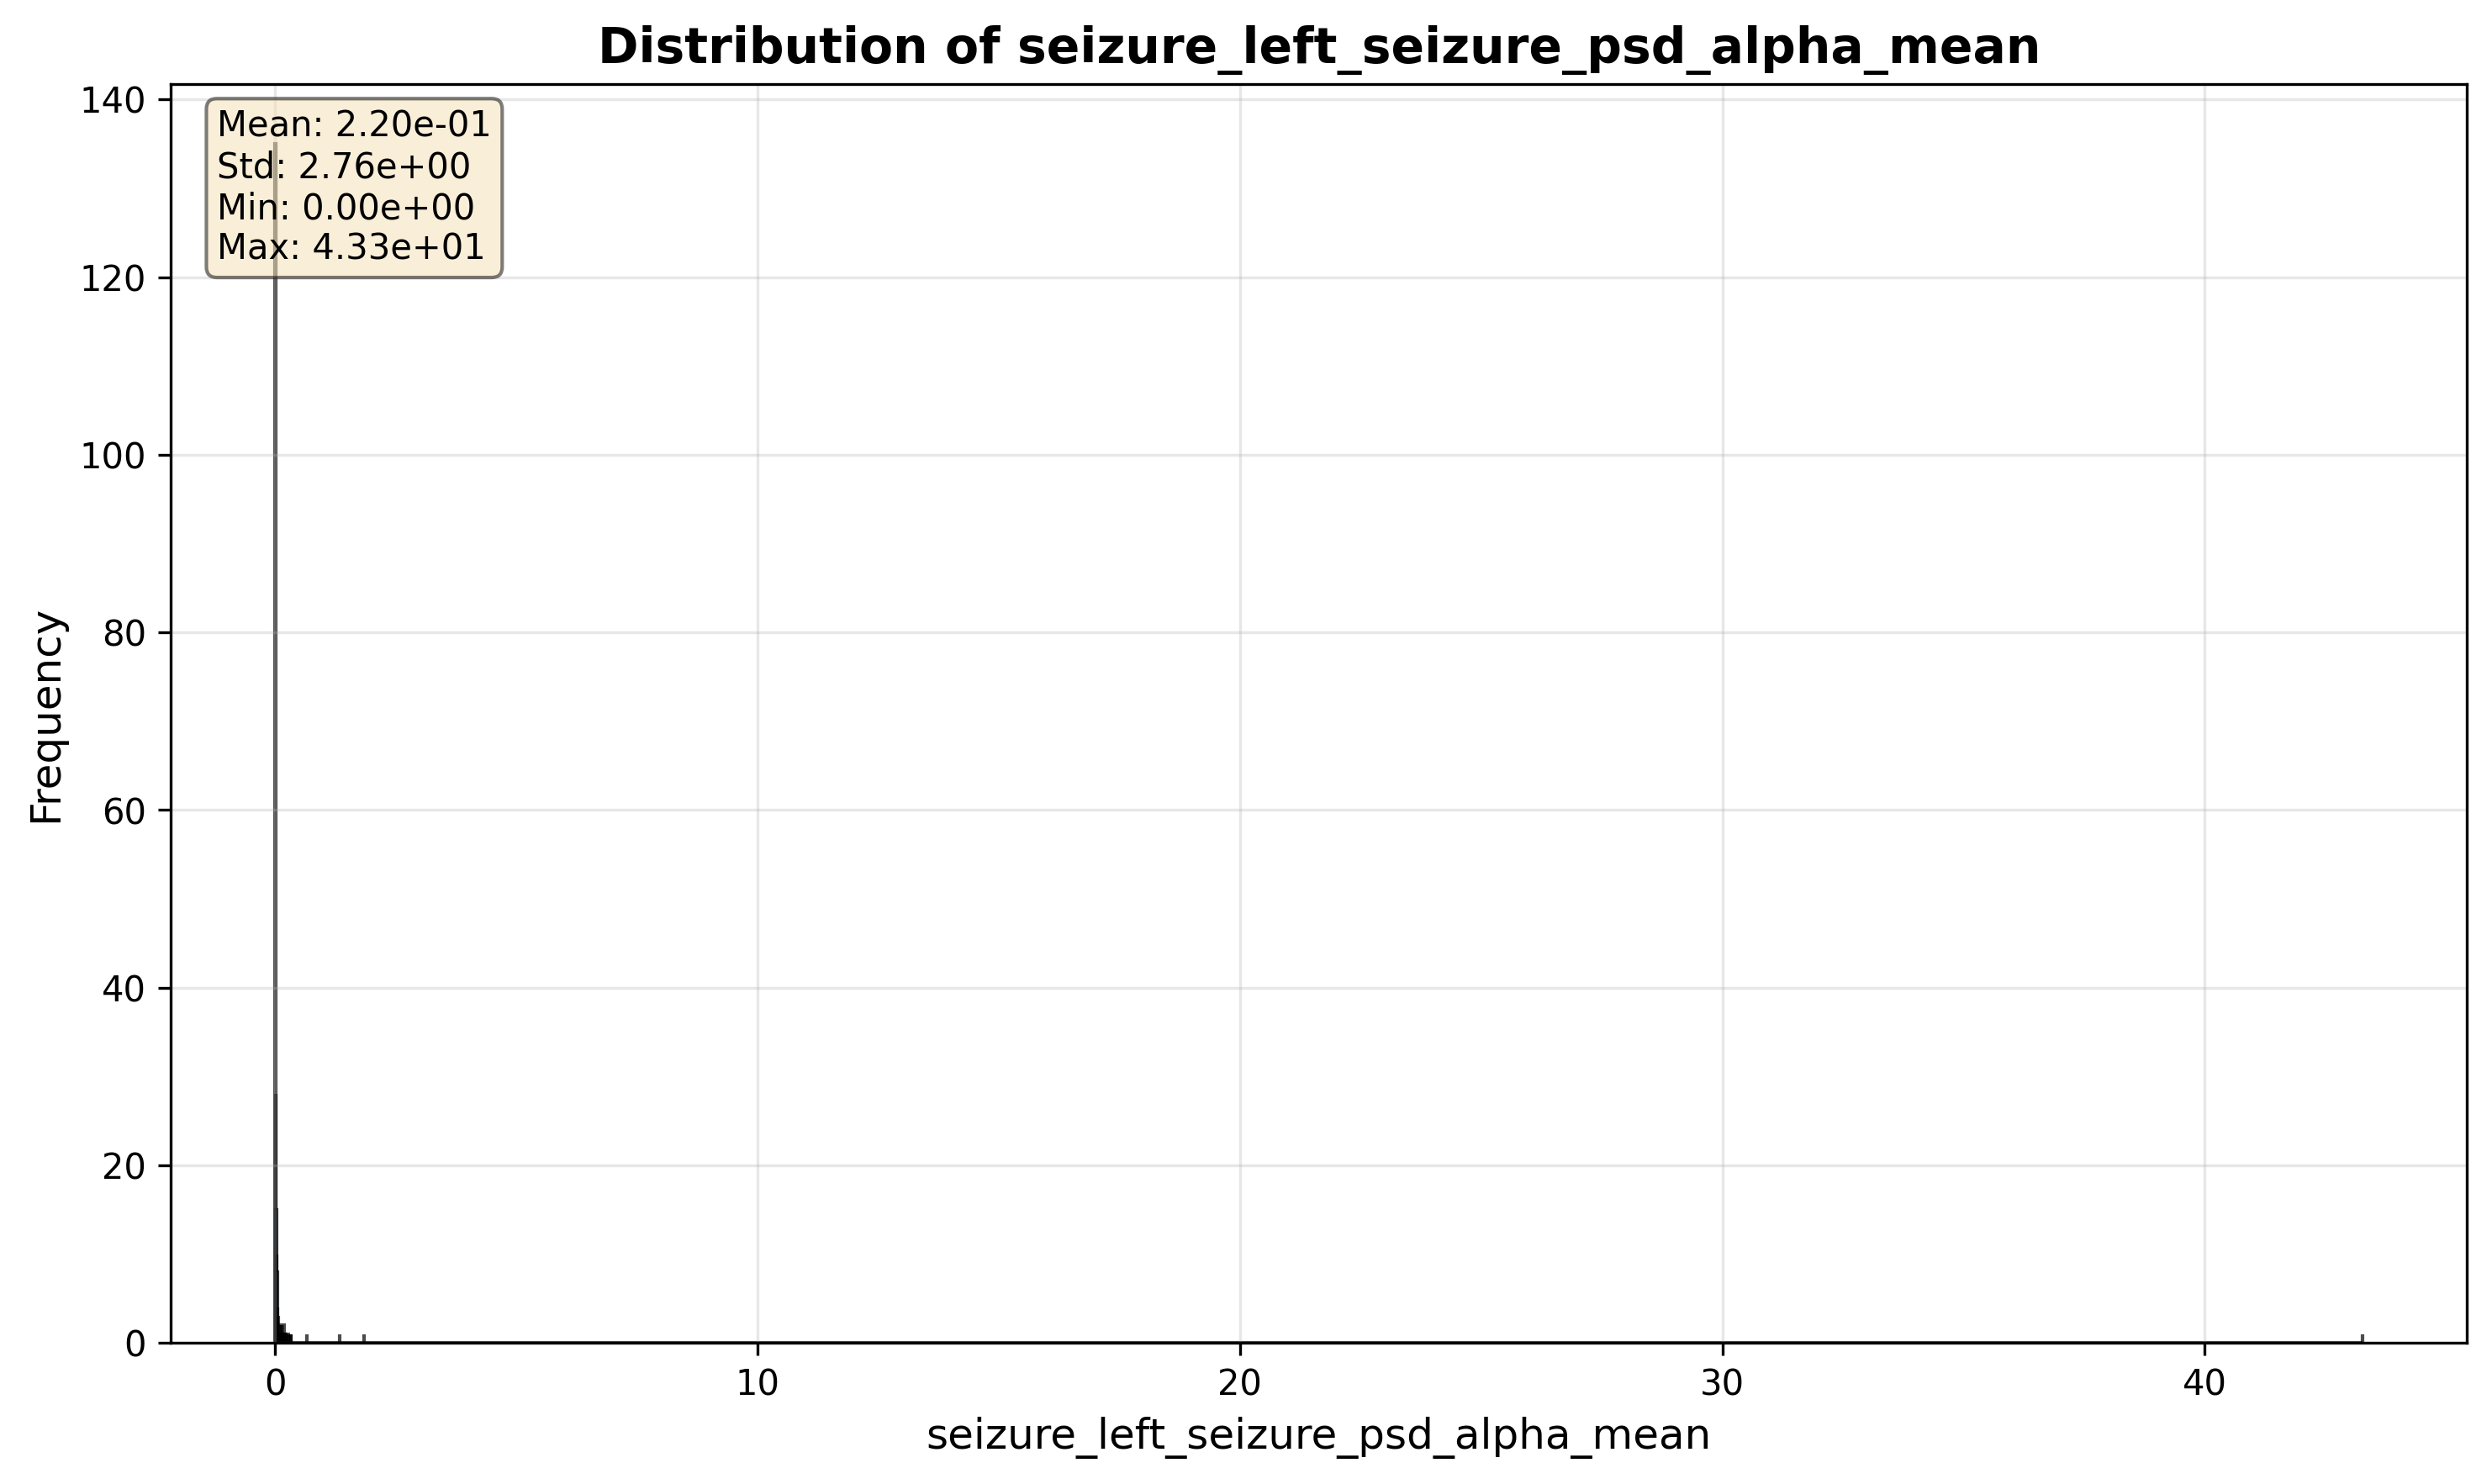 Distribution of seizure_left_seizure_psd_alpha_mean
140
Mean: 2.20e-01
Std: 2.76e+00
Min: 0.00e+00
Max: 4.33e+01
120
100
80
60
40
20
0
Frequency
0 10 20 30 40
seizure_left_seizure_psd_alpha_mean